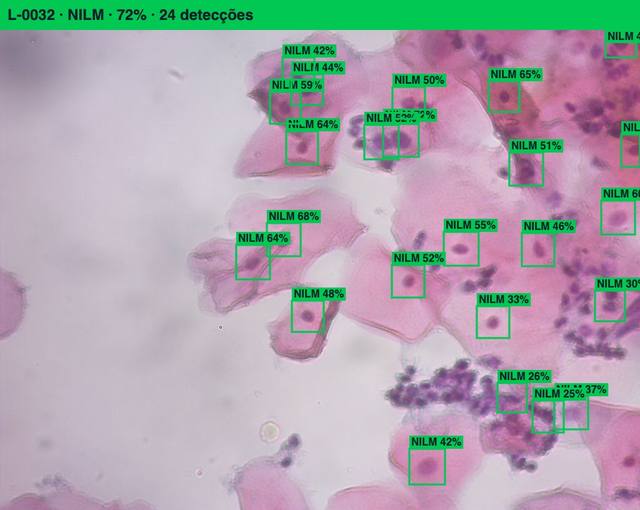 L-0032 · NILM · 72% · 24 detecções
NILM 42%
NILM 44%
NILM 59%
NILM 64%
NILM 50%
NILM 52%
NILM 65%
NILM 51%
NILM 68%
NILM 64%
NILM 55%
NILM 46%
NILM 52%
NILM 48%
NILM 33%
NILM 30%
NILM 26%
NILM 25%
37%
NILM 42%